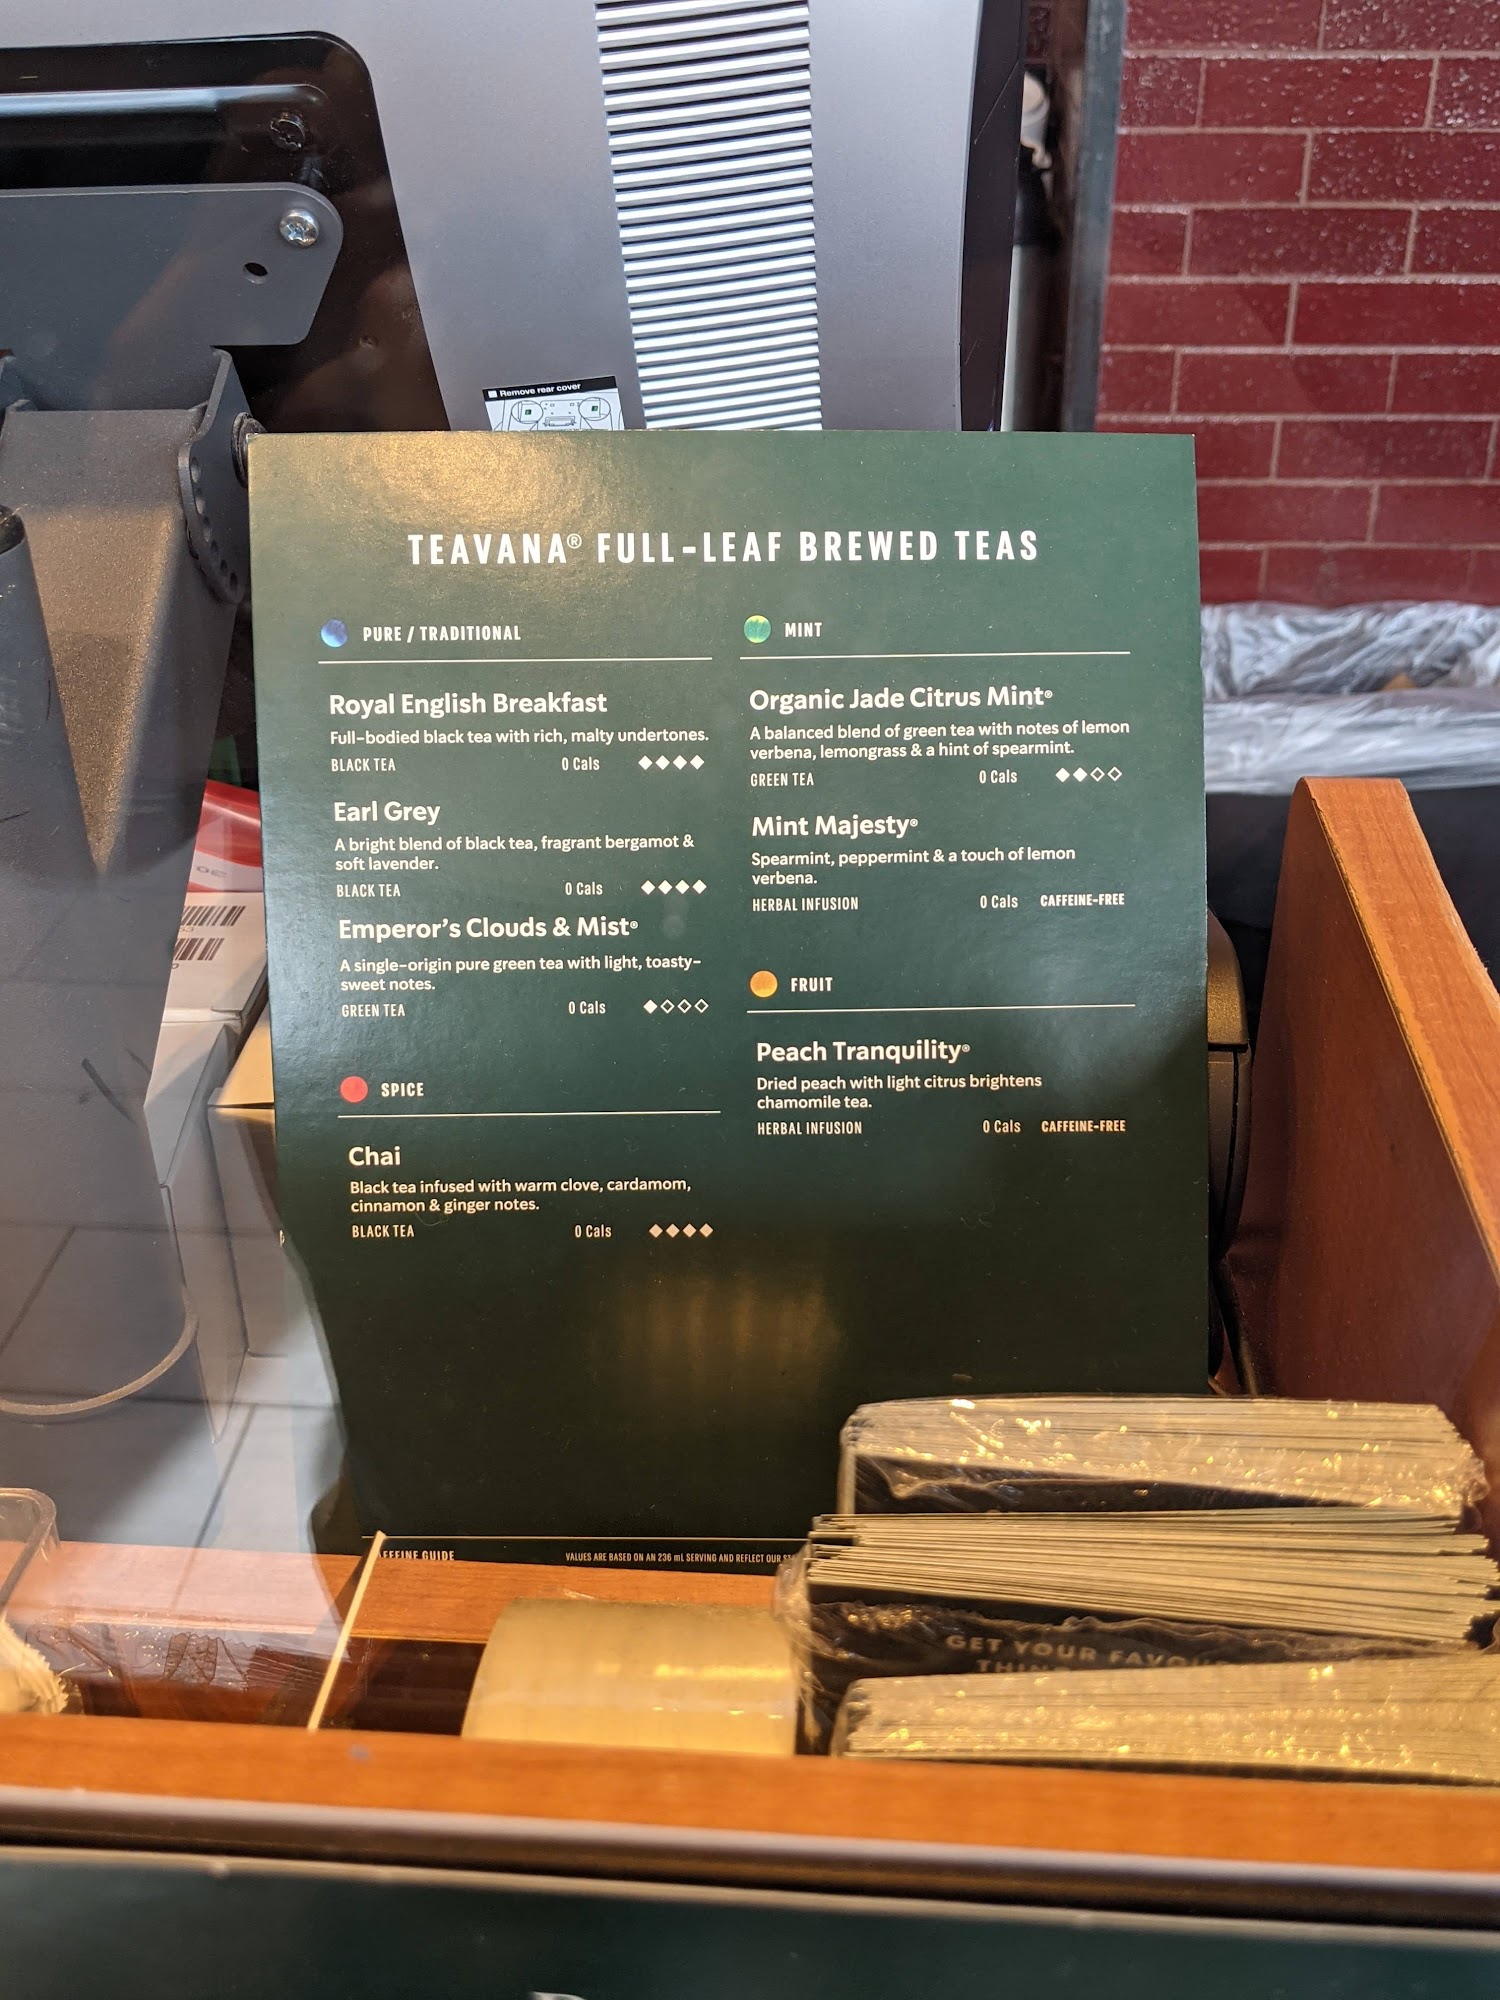 Remove rear cover
TEAVANA® FULL-LEAF BREWED TEAS
PURE / TRADITIONAL
Royal English Breakfast
Full-bodied black tea with rich, malty undertones.
BLACK TEA 0 Cals ◆◆◆◆
Earl Grey
A bright blend of black tea, fragrant bergamot &
soft lavender.
BLACK TEA 0 Cals ◆◆◆◆
Emperor's Clouds & Mist®
A single-origin pure green tea with light, toasty-
sweet notes.
GREEN TEA 0 Cals ◆◇◇◇
SPICE
Chai
Black tea infused with warm clove, cardamom,
cinnamon & ginger notes.
BLACK TEA 0 Cals ◆◆◆◆
MINT
Organic Jade Citrus Mint®
A balanced blend of green tea with notes of lemon
verbena, lemongrass & a hint of spearmint.
GREEN TEA 0 Cals ◆◆◇◇
Mint Majesty®
Spearmint, peppermint & a touch of lemon
verbena.
HERBAL INFUSION 0 Cals CAFFEINE-FREE
FRUIT
Peach Tranquility®
Dried peach with light citrus brightens
chamomile tea.
HERBAL INFUSION 0 Cals CAFFEINE-FREE
GUIDE VALUES ARE BASED ON AN 236 mL SERVING AND REFLECT OUR
GET YOUR